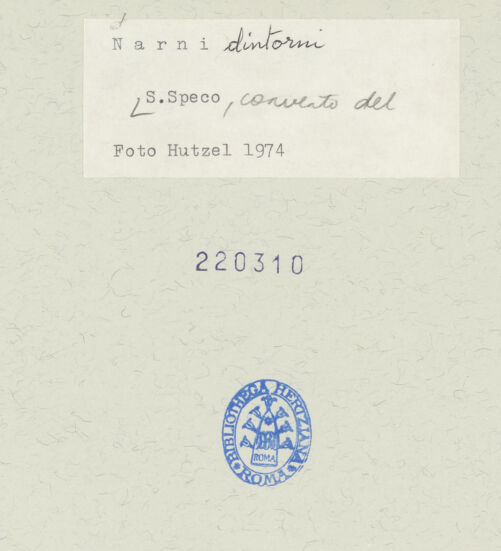 Narni dintorni
S.Speco, convento del
Foto Hutzel 1974
220310
BIBLIOTHECA HERTZIANA
ROMA
ROMA